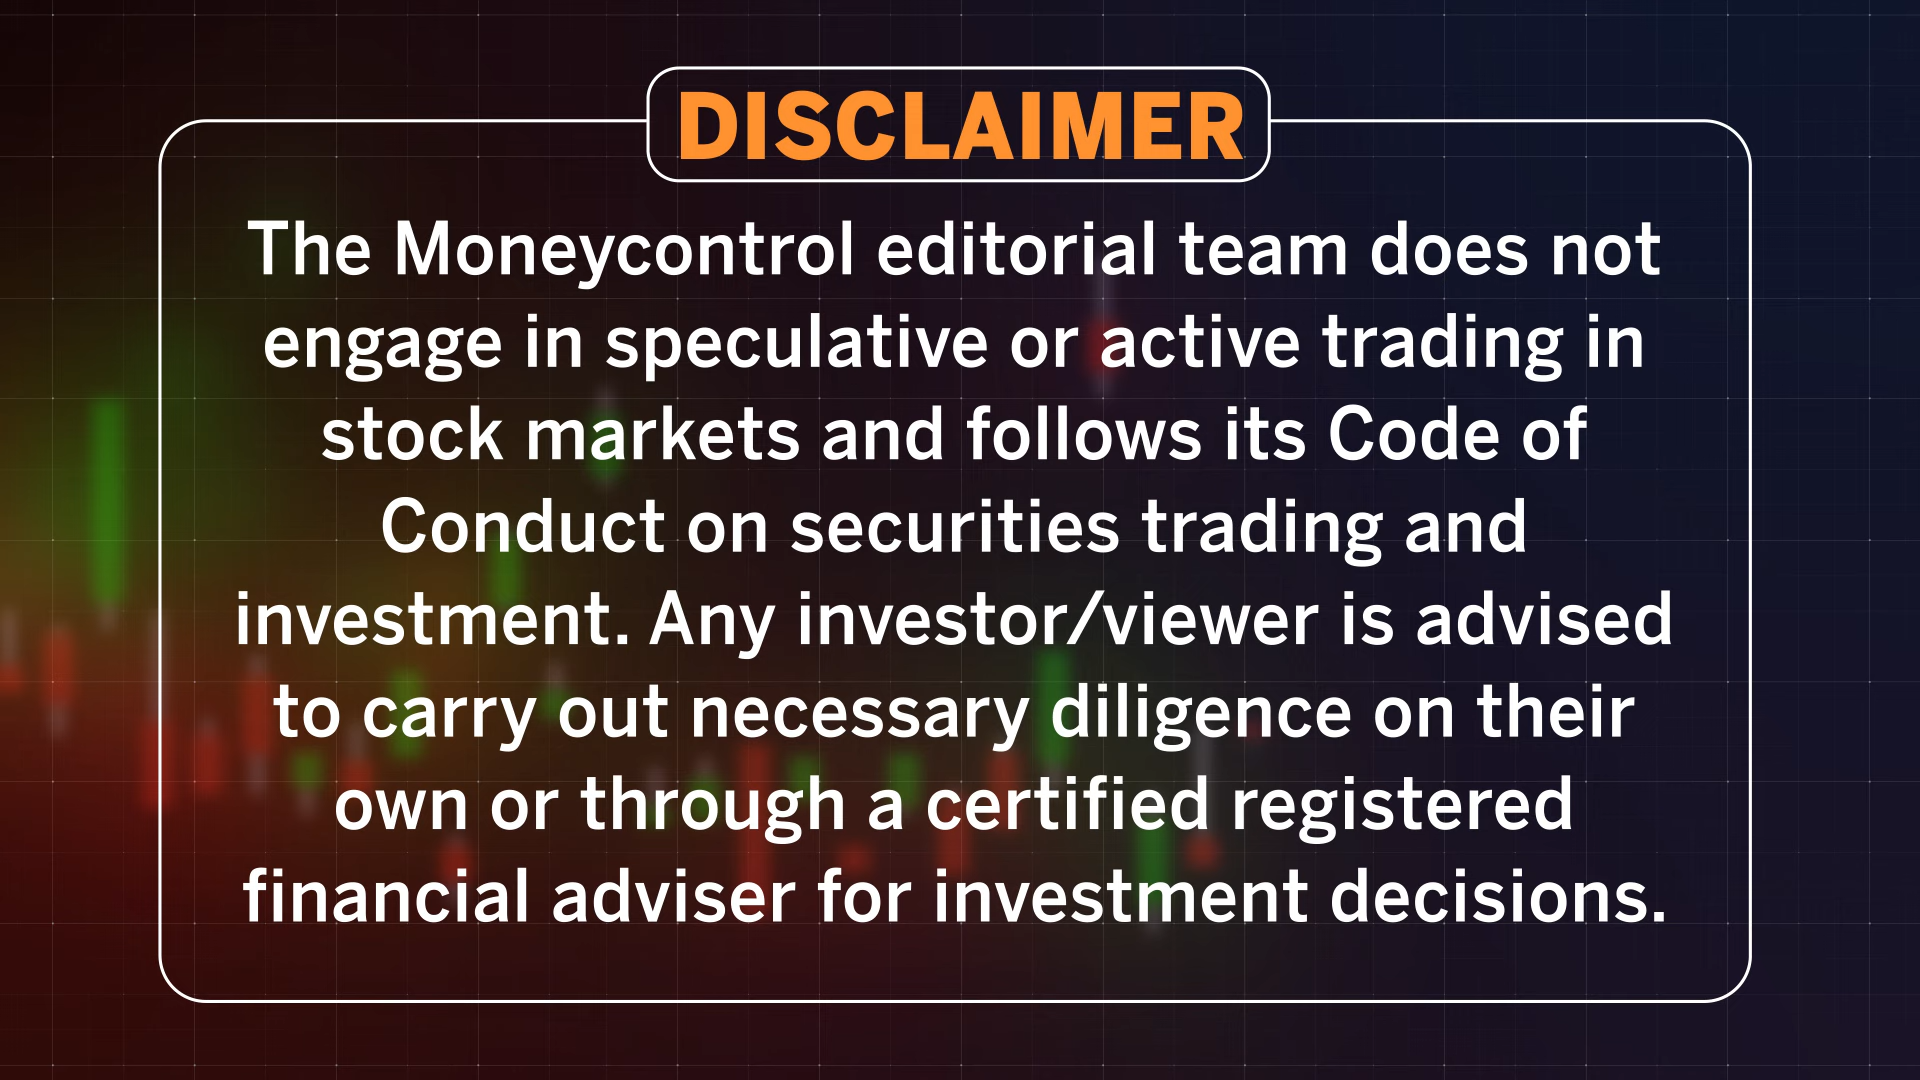 DISCLAIMER
The Moneycontrol editorial team does not
engage in speculative or active trading in
stock markets and follows its Code of
Conduct on securities trading and
investment. Any investor/viewer is advised
to carry out necessary diligence on their
own or through a certified registered
financial adviser for investment decisions.